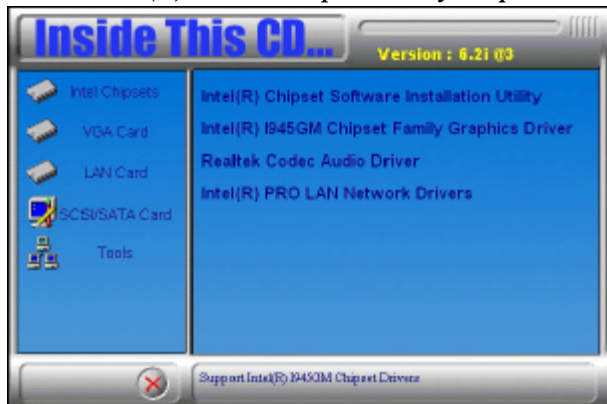 Inside This CD...
Version : 6.2i @3
Intel Chipsets
VGA Card
LAN Card
SCSI/SATA Card
Tools
Intel(R) Chipset Software Installation Utility
Intel(R) I945GM Chipset Family Graphics Driver
Realtek Codec Audio Driver
Intel(R) PRO LAN Network Drivers
Support Intel(R) I945GM Chipset Drivers